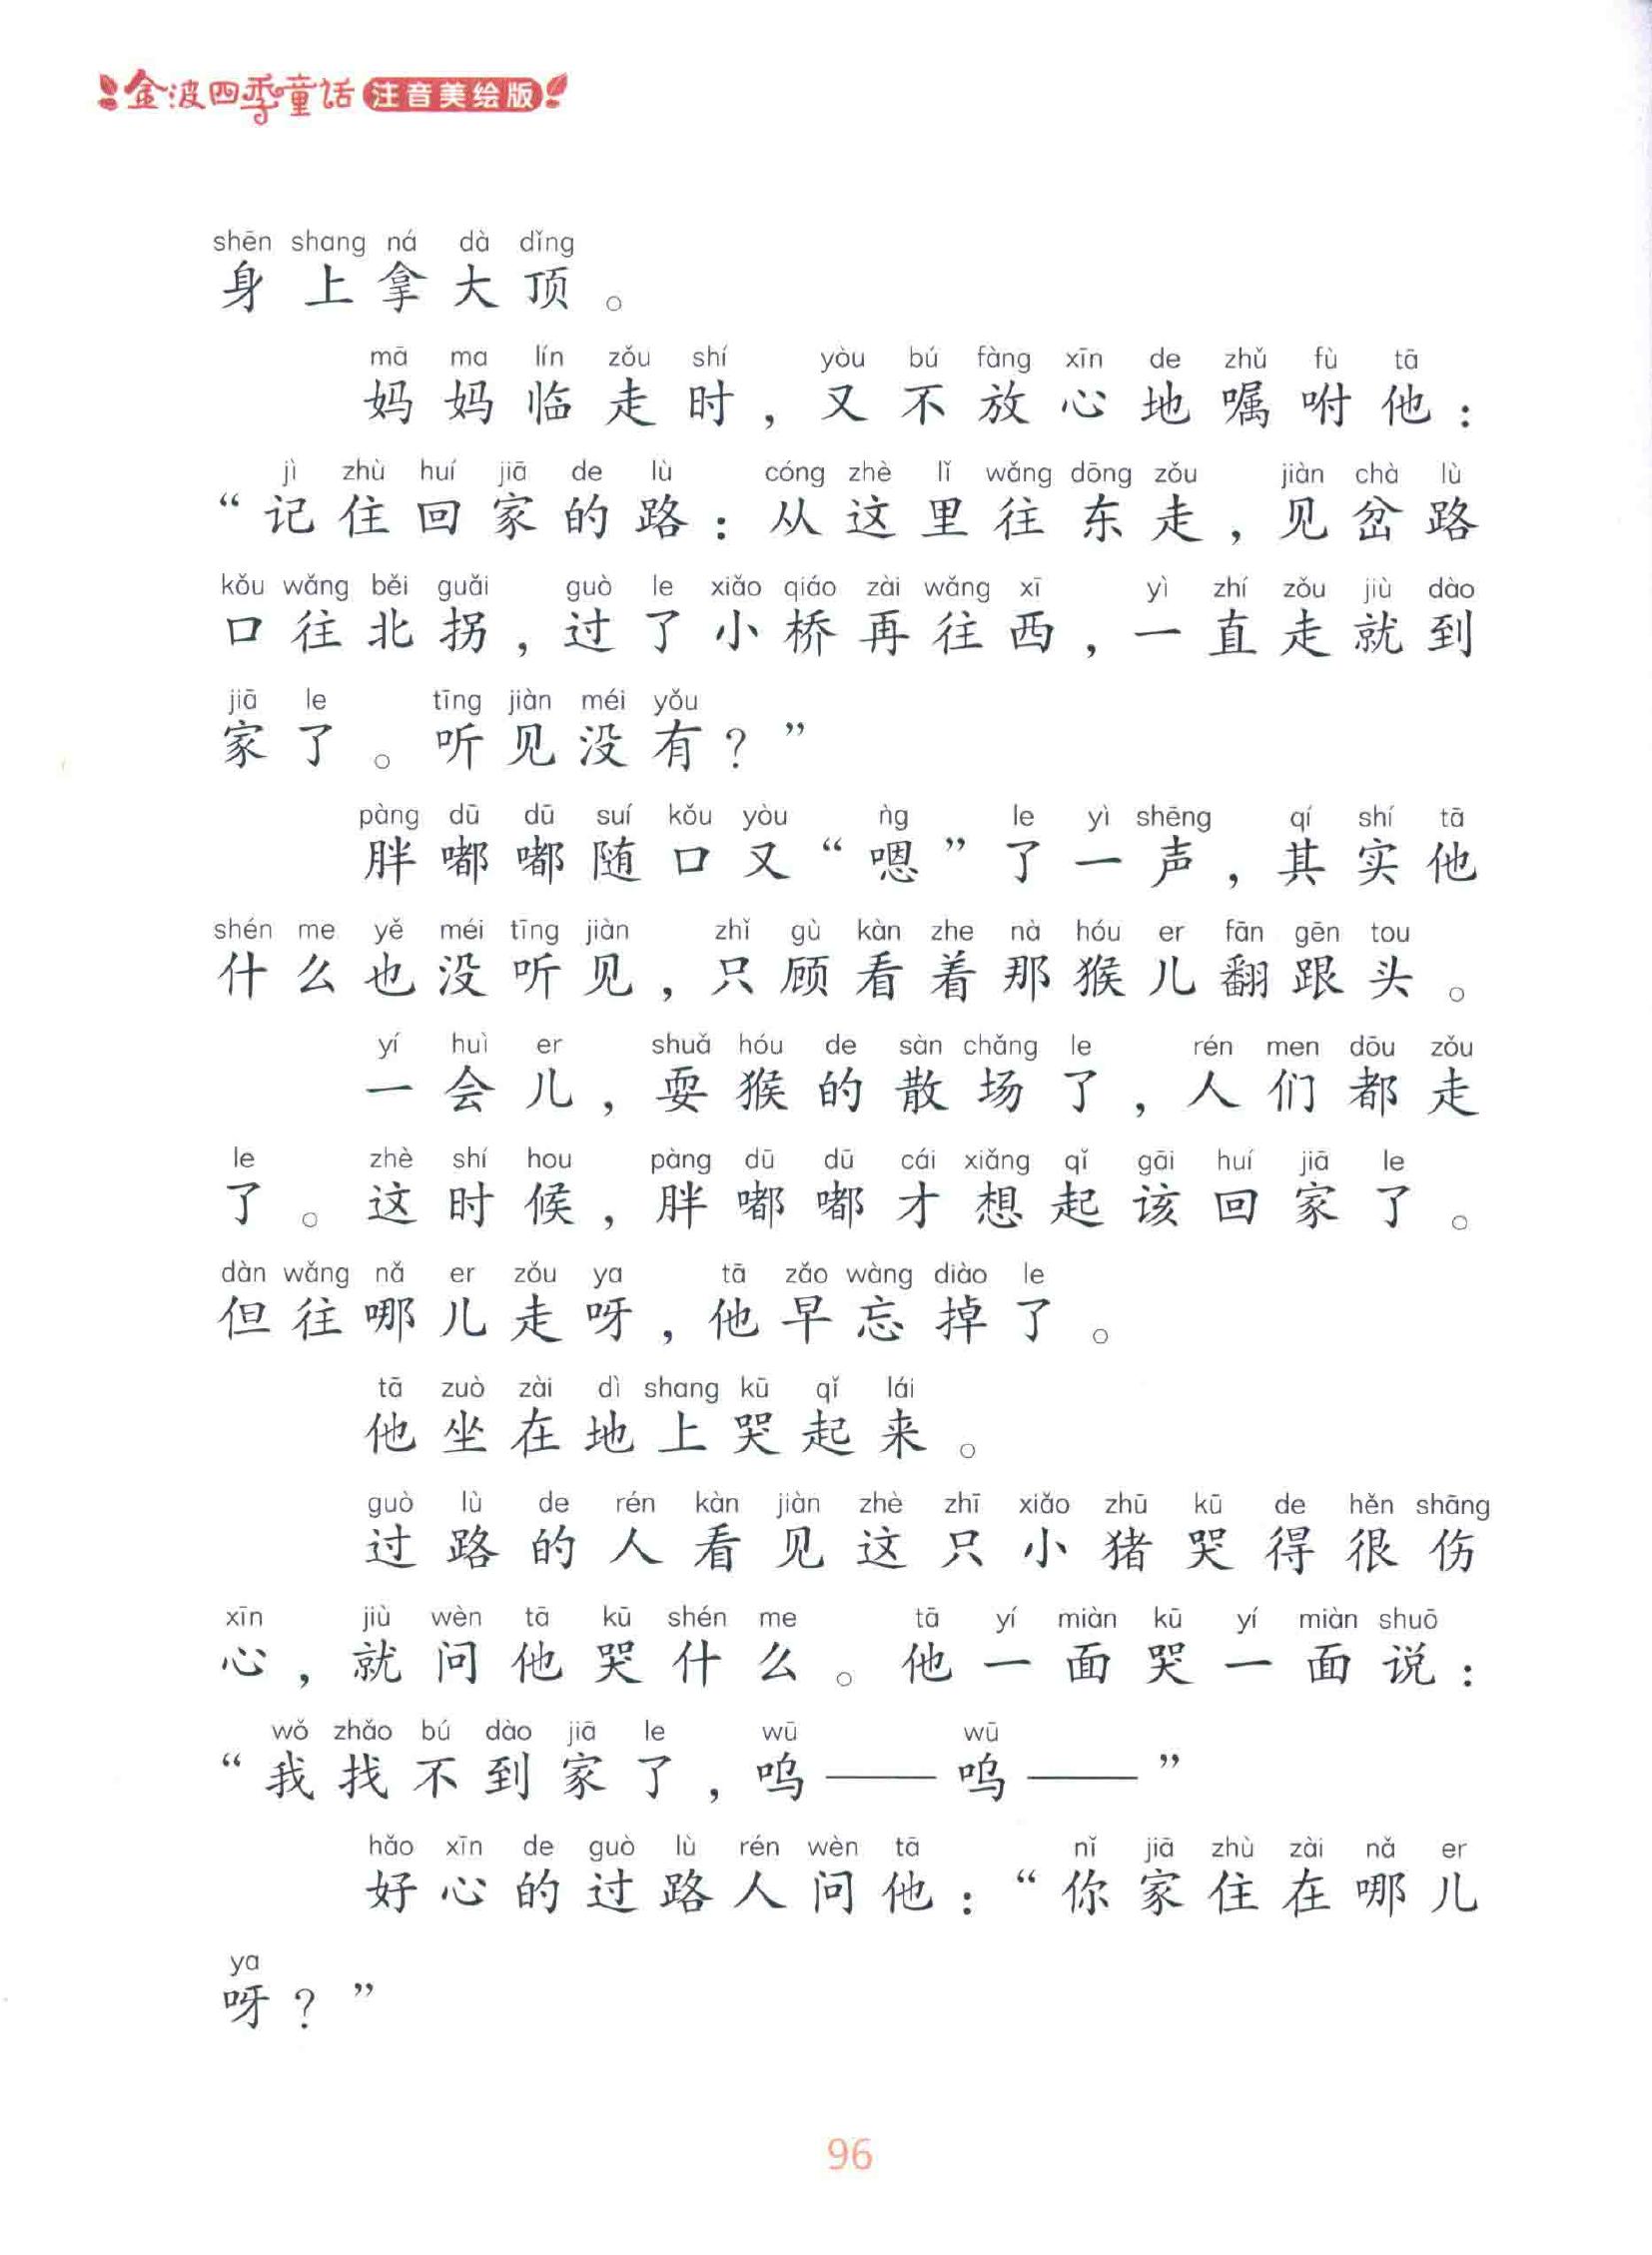 金波四季童话 注音美绘版
shēn shang ná dà dǐng
身上拿大顶。
mā ma lín zǒu shí yòu bú fàng xīn de zhǔ fù tā
妈妈临走时，又不放心地嘱咐他：
jì zhù huí jiā de lù cóng zhè lǐ wǎng dōng zǒu jiàn chà lù
“记住回家的路：从这里往东走，见岔路
kǒu wǎng běi guǎi guò le xiǎo qiáo zài wǎng xī yì zhí zǒu jiù dào
口往北拐，过了小桥再往西，一直走就到
jiā le tīng jiàn méi yǒu
家了。听见没有？”
pàng dū dū suí kǒu yòu ǹg le yì shēng qí shí tā
胖嘟嘟随口又“嗯”了一声，其实他
shén me yě méi tīng jiàn zhǐ gù kàn zhe nà hóu er fān gēn tou
什么也没听见，只顾看着那猴儿翻跟头。
yí huì er shuǎ hóu de sàn chǎng le rén men dōu zǒu
一会儿，耍猴的散场了，人们都走
le zhè shí hou pàng dū dū cái xiǎng qǐ gāi huí jiā le
了。这时候，胖嘟嘟才想起该回家了。
dàn wǎng nǎ er zǒu ya tā zǎo wàng diào le
但往哪儿走呀，他早忘掉了。
tā zuò zài dì shang kū qǐ lái
他坐在地上哭起来。
guò lù de rén kàn jiàn zhè zhī xiǎo zhū kū de hěn shāng
过路的人看见这只小猪哭得很伤
xīn jiù wèn tā kū shén me tā yí miàn kū yí miàn shuō
心，就问他哭什么。他一面哭一面说：
wǒ zhǎo bú dào jiā le wū wū
“我找不到家了，呜——呜——”
hǎo xīn de guò lù rén wèn tā nǐ jiā zhù zài nǎ er
好心的过路人问他：“你家住在哪儿
ya
呀？”
96